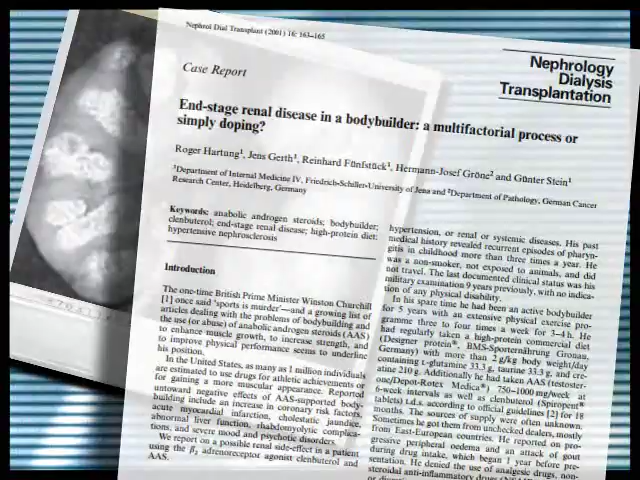 Nephrol Dial Transplant (2001) 16: 163–165
Nephrology
Dialysis
Transplantation
Case Report
End-stage renal disease in a bodybuilder: a multifactorial process or
simply doping?
Roger Hartung¹, Jens Gerth¹, Reinhard Fünfstück¹, Hermann-Josef Gröne² and Günter Stein¹
¹Department of Internal Medicine IV, Friedrich-Schiller-University of Jena and ²Department of Pathology, German Cancer
Research Center, Heidelberg, Germany
Keywords: anabolic androgen steroids; bodybuilder;
clenbuterol; end-stage renal disease; high-protein diet;
hypertensive nephrosclerosis
Introduction
The one-time British Prime Minister Winston Churchill
[1] once said 'sports is murder'—and a growing list of
articles dealing with the problems of bodybuilding and
the use (or abuse) of anabolic androgen steroids (AAS)
to enhance muscle growth, to increase strength, and
to improve physical performance seems to underline
his position.
In the United States, as many as 1 million individuals
are estimated to use drugs for athletic achievements or
for gaining a more muscular appearance. Reported
untoward negative effects of AAS-supported body-
building include an increase in coronary risk factors,
acute myocardial infarction, cholestatic jaundice,
abnormal liver function, rhabdomyolytic complica-
tions, and severe mood and psychotic disorders.
We report on a possible renal side-effect in a patient
using the β₂ adrenoreceptor agonist clenbuterol and
AAS.
hypertension, or renal or systemic diseases. His past
medical history revealed recurrent episodes of pharyn-
gitis in childhood more than three times a year. He
was a non-smoker, not exposed to animals, and did
not travel. The last documented clinical status was his
military examination 9 years previously, with no indica-
tion of any physical disability.
In his spare time he had been an active bodybuilder
for 5 years with an extensive physical exercise pro-
gramme three to four times a week for 3–4 h. He
had regularly taken a high-protein commercial diet
(Designer protein®, BMS-Sporternährung Gronau,
Germany) with more than 2 g/kg body weight/day
containing L-glutamine 33.3 g, taurine 33.3 g, and cre-
atine 210 g. Additionally he had taken AAS (testoster-
one/Depot-Rotex Medica®) 750–1000 mg/week at
6-week intervals as well as clenbuterol (Spiropent®
tablets) t.d.s. according to official guidelines [2] for 18
months. The sources of supply were often unknown.
Sometimes he got them from unchecked dealers, mostly
from East-European countries. He reported on pro-
gressive peripheral oedema and an attack of gout
during drug intake, which began 1 year before pre-
sentation. He denied the use of analgesic drugs, non-
steroidal anti-inflammatory drugs